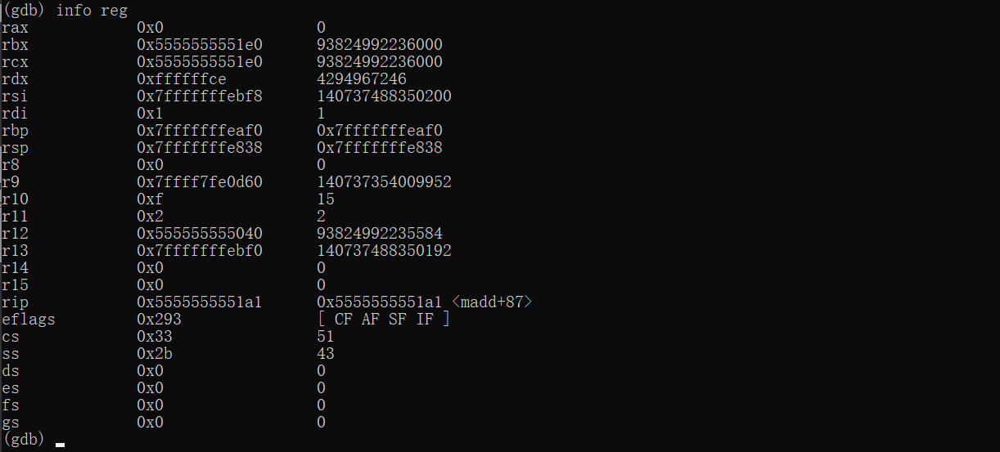 (gdb) info reg
rax 0x0 0
rbx 0x5555555551e0 93824992236000
rcx 0x5555555551e0 93824992236000
rdx 0xffffffce 4294967246
rsi 0x7fffffffebf8 140737488350200
rdi 0x1 1
rbp 0x7fffffffeaf0 0x7fffffffeaf0
rsp 0x7fffffffe838 0x7fffffffe838
r8 0x0 0
r9 0x7ffff7fe0d60 140737354009952
r10 0xf 15
r11 0x2 2
r12 0x555555555040 93824992235584
r13 0x7fffffffebf0 140737488350192
r14 0x0 0
r15 0x0 0
rip 0x5555555551a1 0x5555555551a1 <madd+87>
eflags 0x293 [ CF AF SF IF ]
cs 0x33 51
ss 0x2b 43
ds 0x0 0
es 0x0 0
fs 0x0 0
gs 0x0 0
(gdb)